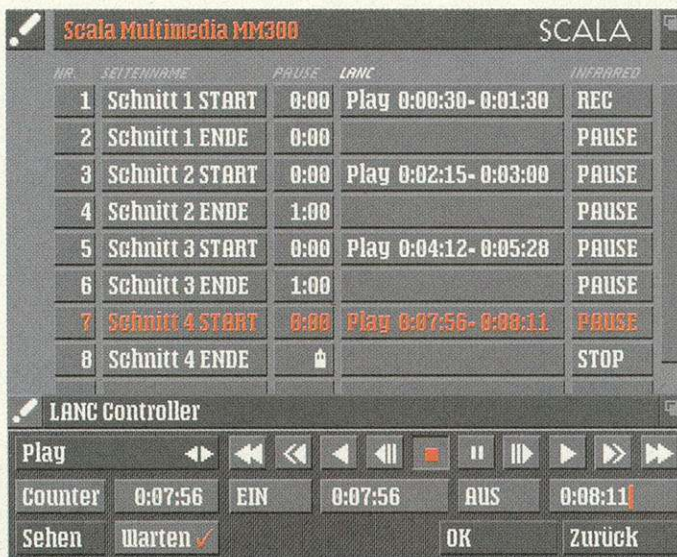 Scala Multimedia MM300 SCALA
NR. SEITENNAME PAUSE LANC INFRARED
1 Schnitt 1 START 0:00 Play 0:00:30- 0:01:30 REC
2 Schnitt 1 ENDE 0:00 PAUSE
3 Schnitt 2 START 0:00 Play 0:02:15- 0:03:00 PAUSE
4 Schnitt 2 ENDE 1:00 PAUSE
5 Schnitt 3 START 0:00 Play 0:04:12- 0:05:28 PAUSE
6 Schnitt 3 ENDE 1:00 PAUSE
7 Schnitt 4 START 0:00 Play 0:07:56- 0:08:11 PAUSE
8 Schnitt 4 ENDE STOP
LANC Controller
Play
Counter 0:07:56 EIN 0:07:56 AUS 0:08:11
Sehen Warten OK Zurück